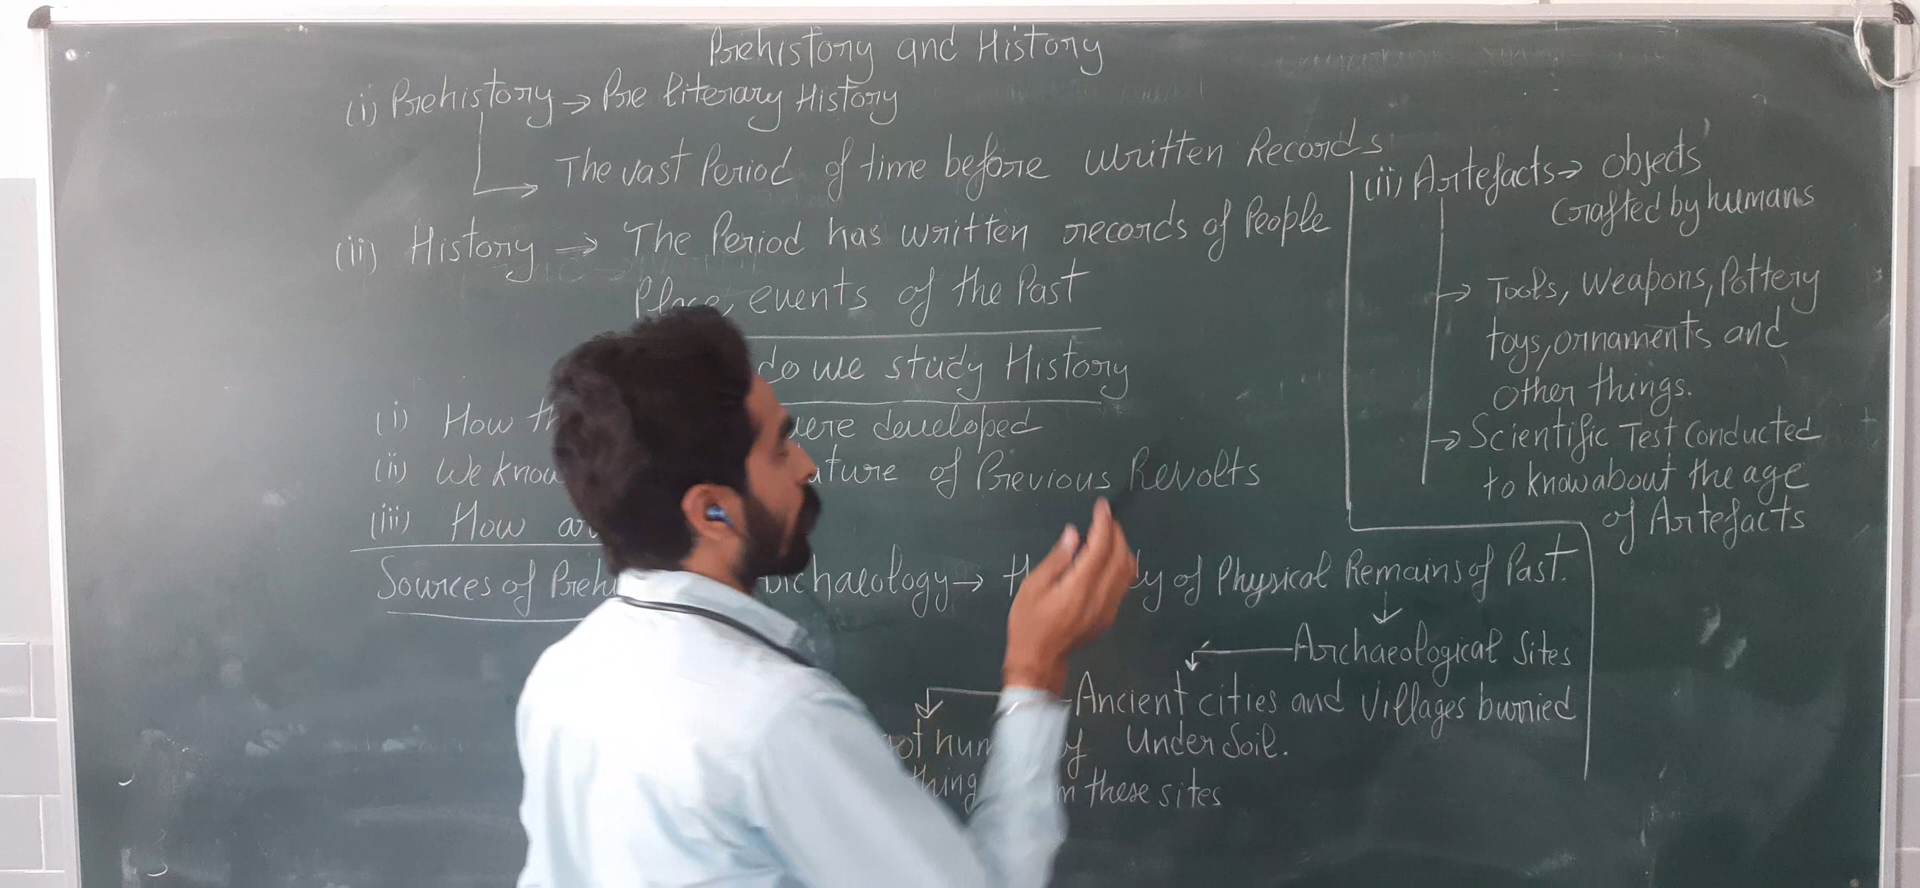 Prehistory and History
(i) Prehistory → Pre literary History
The vast Period of time before written Records
(ii) History ⇒ The Period has written records of People
Place, events of the Past
do we study History
(i) How th were developed
(ii) We know ature of Previous Revolts
(iii) How
Sources of Preh Archaeology → y of Physical Remains of Past.
Archaeological Sites
Ancient cities and villages burried
Under Soil.
got hum
thing these sites
(ii) Artefacts → objects
Crafted by humans
→ Tools, Weapons, Pottery
toys, ornaments and
other things.
→ Scientific Test Conducted
to know about the age
of Artefacts